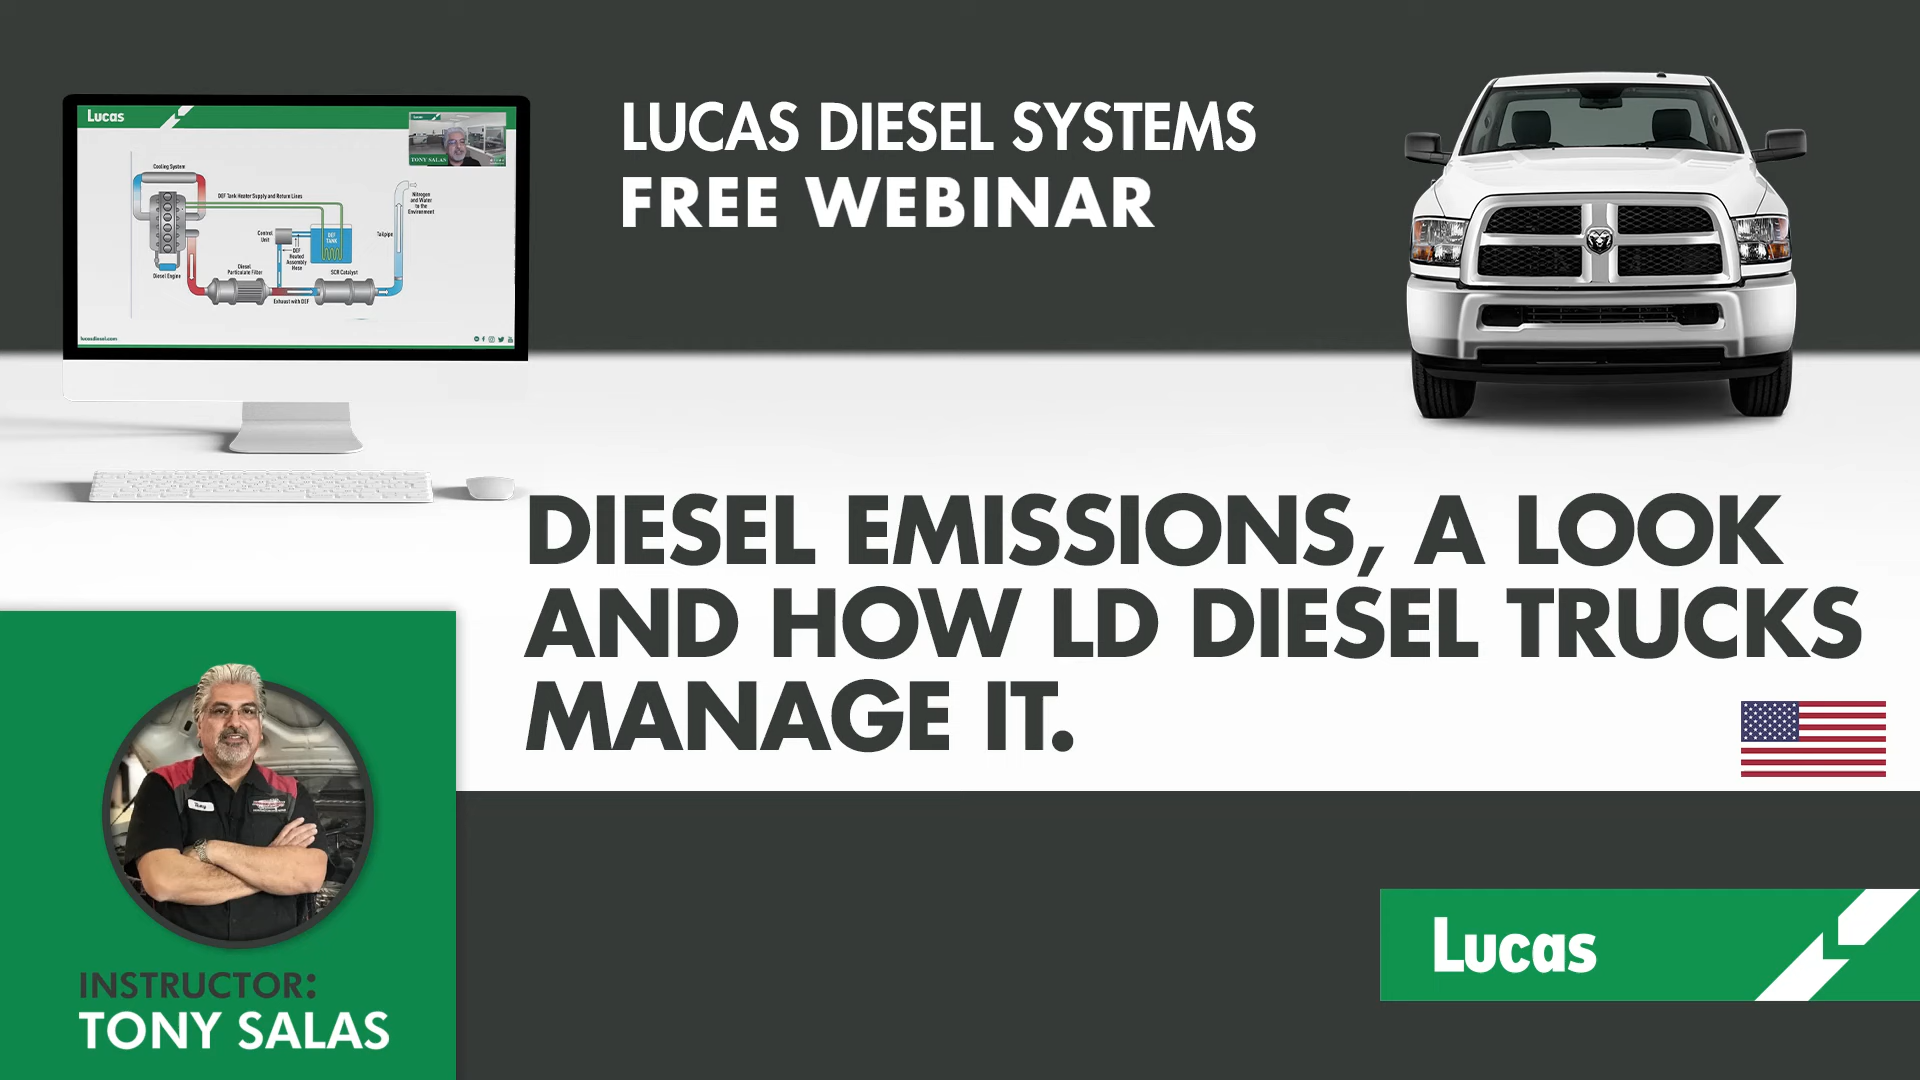 Lucas
Lucas
TONY SALAS
Cooling System
DEF Tank Heater Supply and Return Lines
Nitrogen
and Water
to the
Environment
Control
Unit
DEF
TANK
Tailpipe
DEF
Heated
Assembly
Hose
Diesel Engine
Diesel
Particulate Filter
SCR Catalyst
Exhaust with DEF
lucasdiesel.com
LUCAS DIESEL SYSTEMS
FREE WEBINAR
DIESEL EMISSIONS, A LOOK
AND HOW LD DIESEL TRUCKS
MANAGE IT.
Tony
INSTRUCTOR:
TONY SALAS
Lucas